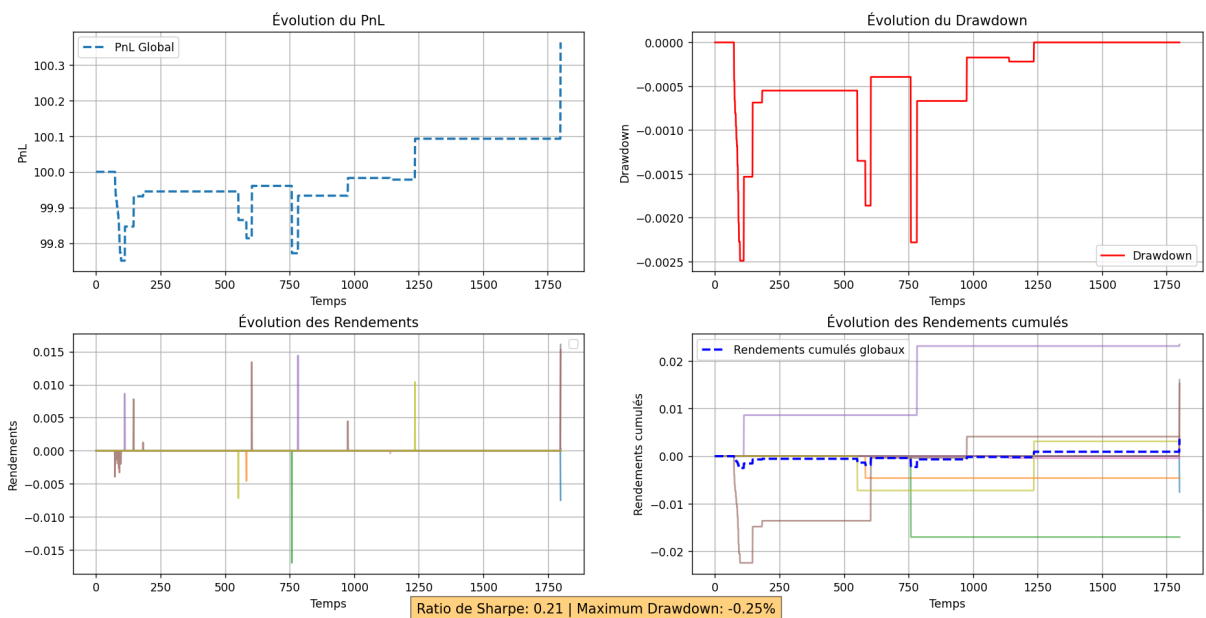 Évolution du PnL
PnL Global
100.3
100.2
100.1
100.0
99.9
99.8
PnL
0 250 500 750 1000 1250 1500 1750
Temps
Évolution du Drawdown
0.0000
−0.0005
−0.0010
−0.0015
−0.0020
−0.0025
Drawdown
Drawdown
0 250 500 750 1000 1250 1500 1750
Temps
Évolution des Rendements
0.015
0.010
0.005
0.000
−0.005
−0.010
−0.015
Rendements
0 250 500 750 1000 1250 1500 1750
Temps
Évolution des Rendements cumulés
Rendements cumulés globaux
0.02
0.01
0.00
−0.01
−0.02
Rendements cumulés
0 250 500 750 1000 1250 1500 1750
Temps
Ratio de Sharpe: 0.21 | Maximum Drawdown: -0.25%